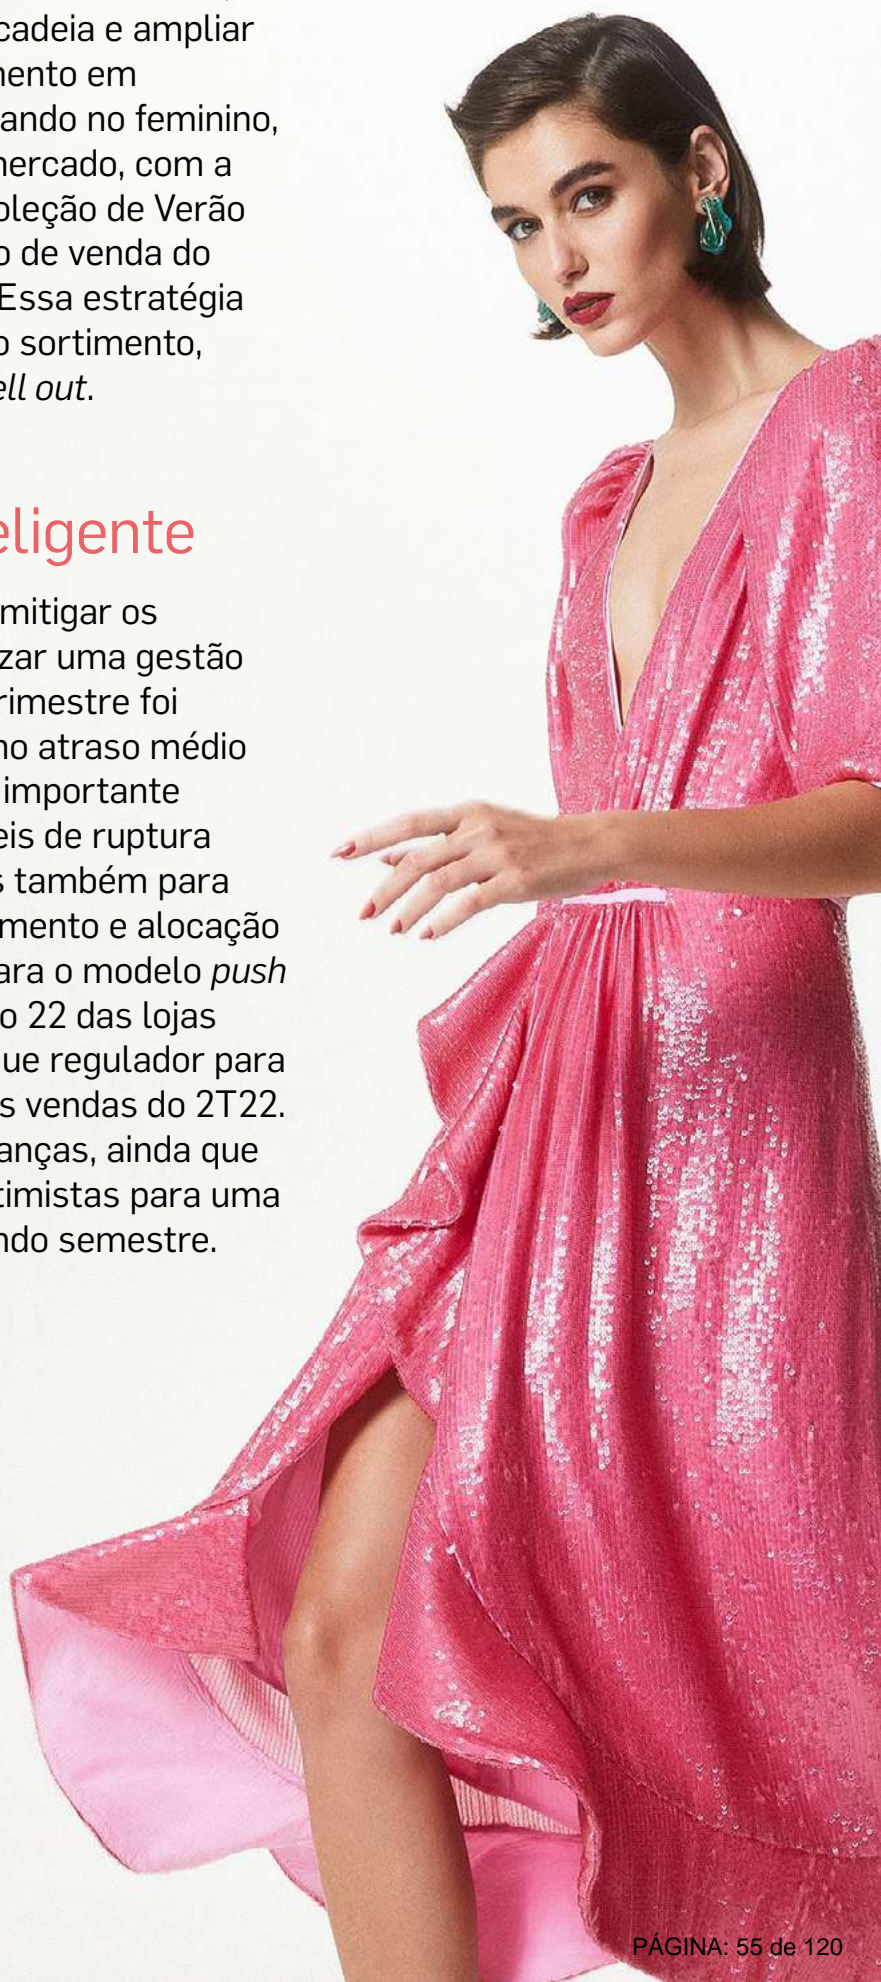 cadeia e ampliar
mento em
ando no feminino,
mercado, com a
oleção de Verão
o de venda do
Essa estratégia
o sortimento,
ell out.
eligente
mitigar os
zar uma gestão
rimestre foi
no atraso médio
importante
eis de ruptura
s também para
mento e alocação
ara o modelo push
o 22 das lojas
ue regulador para
s vendas do 2T22.
anças, ainda que
timistas para uma
ndo semestre.
PÁGINA: 55 de 120